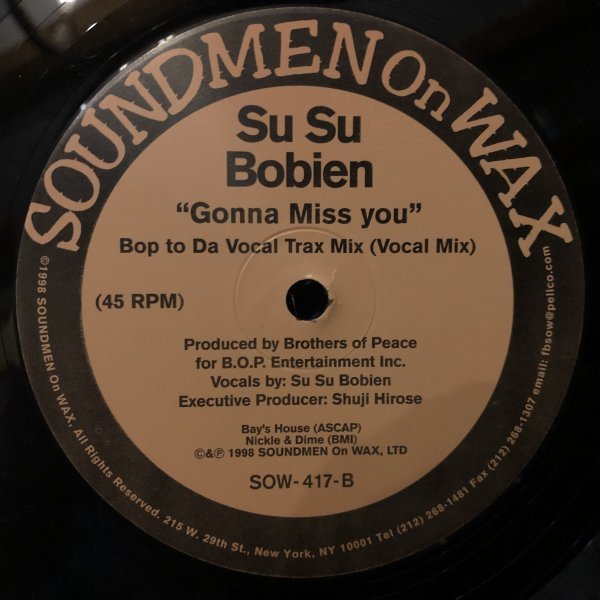 SOUNDMEN On WAX
Su Su
Bobien
“Gonna Miss you”
Bop to Da Vocal Trax Mix (Vocal Mix)
(45 RPM)
Produced by Brothers of Peace
for B.O.P. Entertainment Inc.
Vocals by: Su Su Bobien
Executive Producer: Shuji Hirose
Bay's House (ASCAP)
Nickle & Dime (BMI)
©&℗ 1998 SOUNDMEN On WAX, LTD
SOW-417-B
©1998 SOUNDMEN On WAX, All Rights Reserved. 215 W. 29th St., New York, NY 10001 Tel (212) 268-1481 Fax (212) 268-1307 email: fbsow@pellco.com